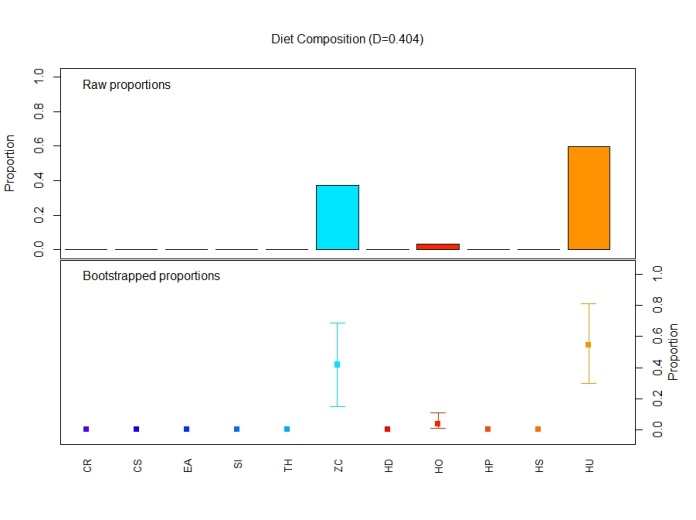 Diet Composition (D=0.404)
Raw proportions
Proportion
1.0
0.8
0.6
0.4
0.2
0.0
Bootstrapped proportions
1.0
0.8
0.6
0.4
0.2
0.0
Proportion
CR CS EA SI TH ZC HD HO HP HS HU